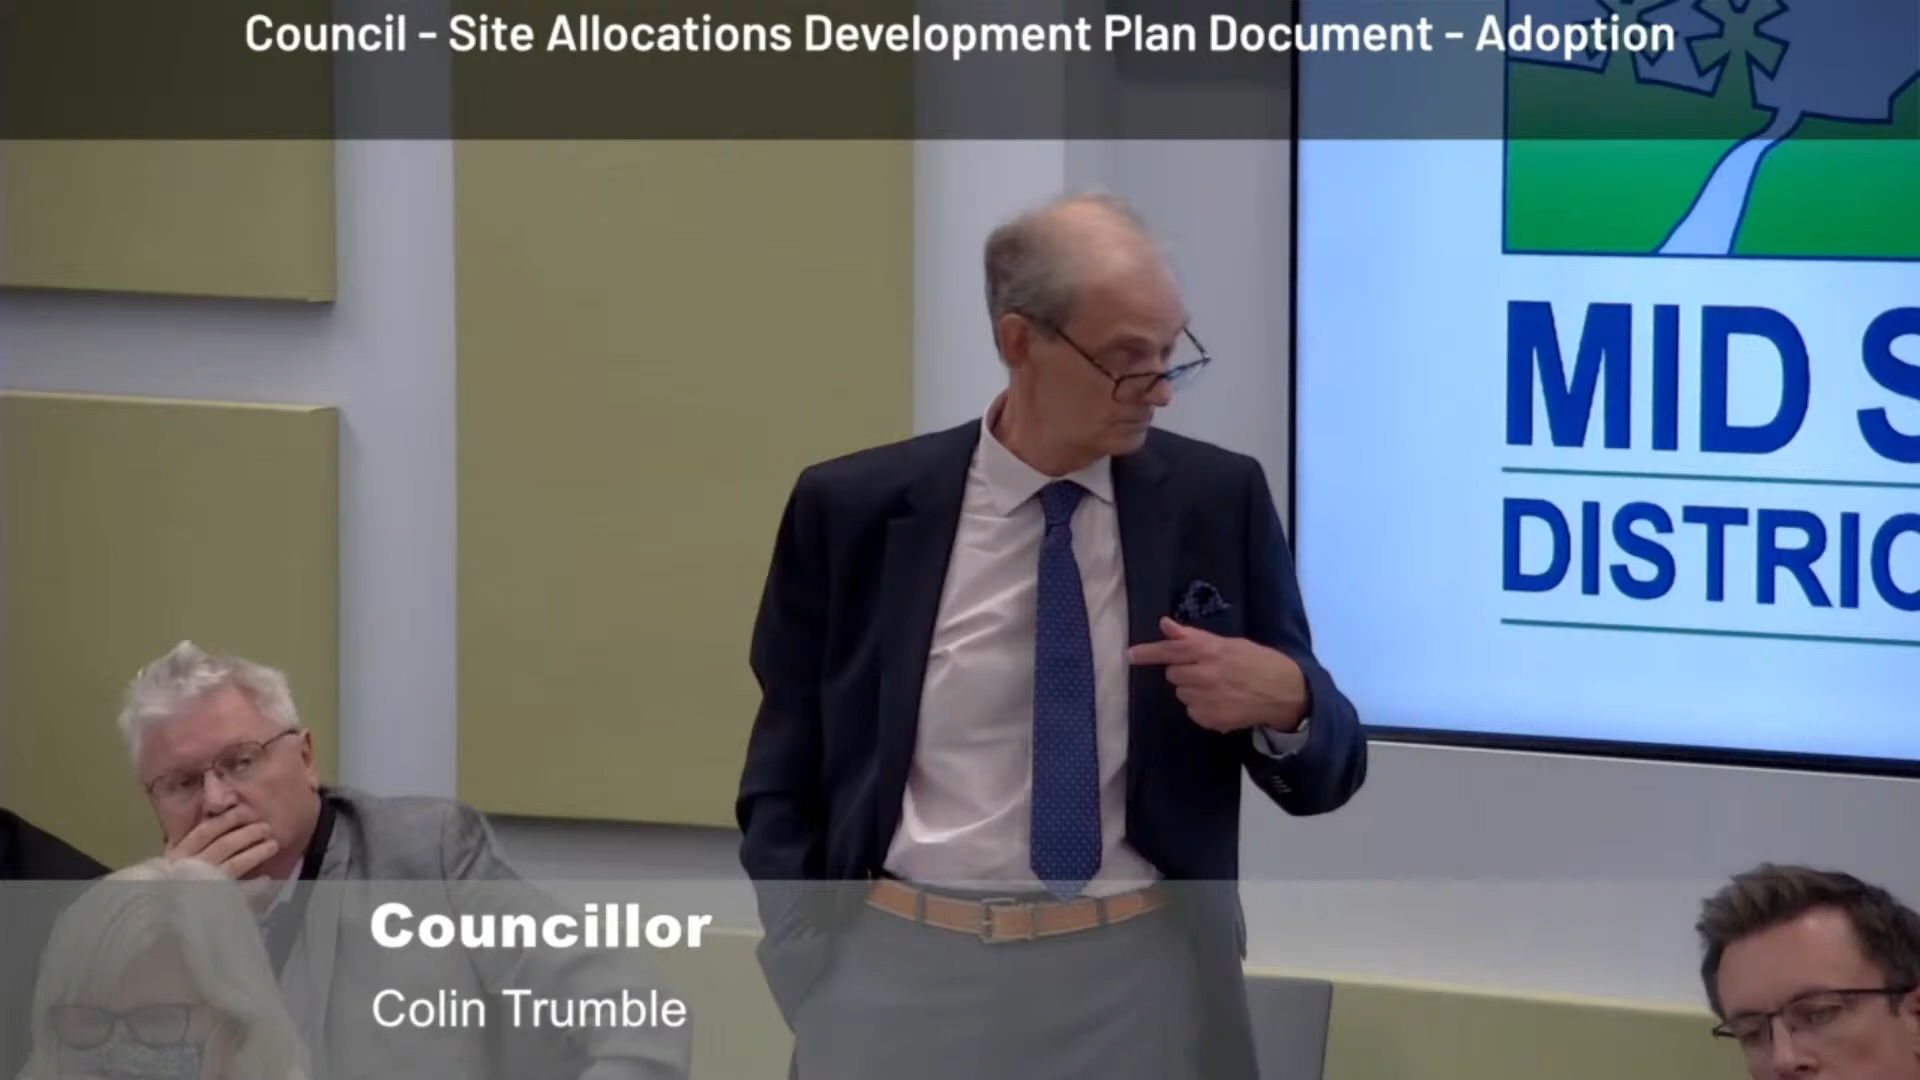 Council - Site Allocations Development Plan Document - Adoption
MID S
DISTRIC
Councillor
Colin Trumble